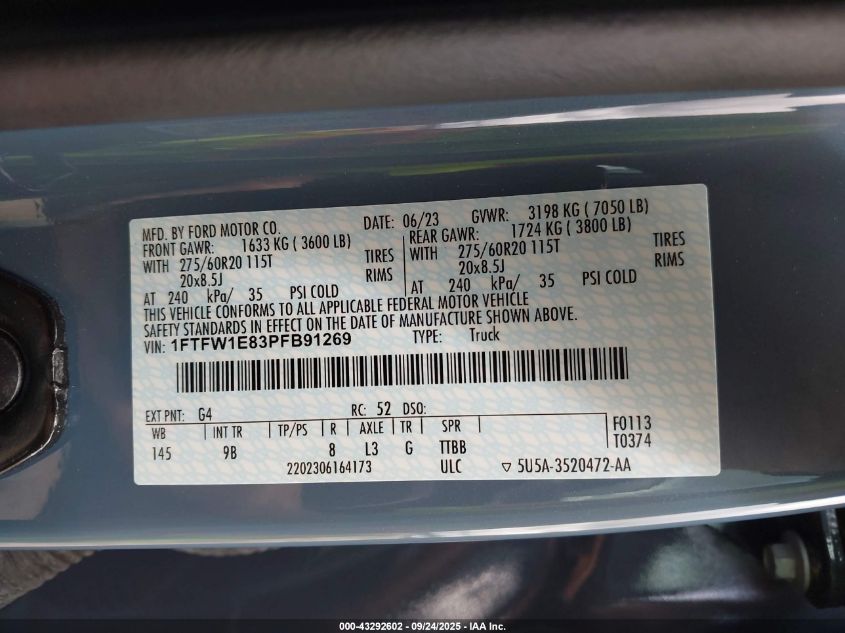 MFD. BY FORD MOTOR CO. DATE: 06/23 GVWR: 3198 KG ( 7050 LB)
FRONT GAWR: 1633 KG ( 3600 LB) REAR GAWR: 1724 KG ( 3800 LB)
WITH 275/60R20 115T TIRES WITH 275/60R20 115T TIRES
20x8.5J RIMS 20x8.5J RIMS
AT 240 kPa/ 35 PSI COLD AT 240 kPa/ 35 PSI COLD
THIS VEHICLE CONFORMS TO ALL APPLICABLE FEDERAL MOTOR VEHICLE
SAFETY STANDARDS IN EFFECT ON THE DATE OF MANUFACTURE SHOWN ABOVE.
VIN: 1FTFW1E83PFB91269 TYPE: Truck
EXT PNT: G4 RC: 52 DSO: F0113
WB INT TR TP/PS R AXLE TR SPR T0374
145 9B 8 L3 G TTBB
2202306164173 ULC ▽ 5U5A-3520472-AA
000-43292602 - 09/24/2025 - IAA Inc.